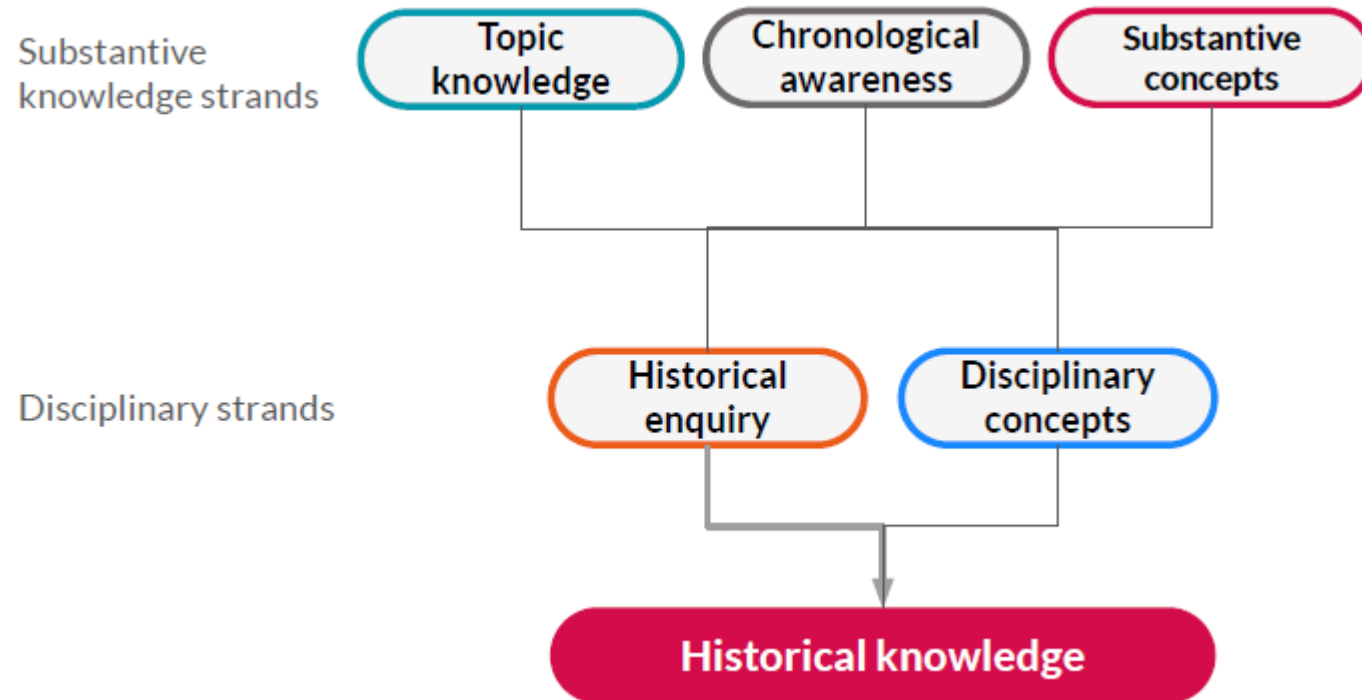 Substantive
knowledge strands
Topic
knowledge
Chronological
awareness
Substantive
concepts
Disciplinary strands
Historical
enquiry
Disciplinary
concepts
Historical knowledge